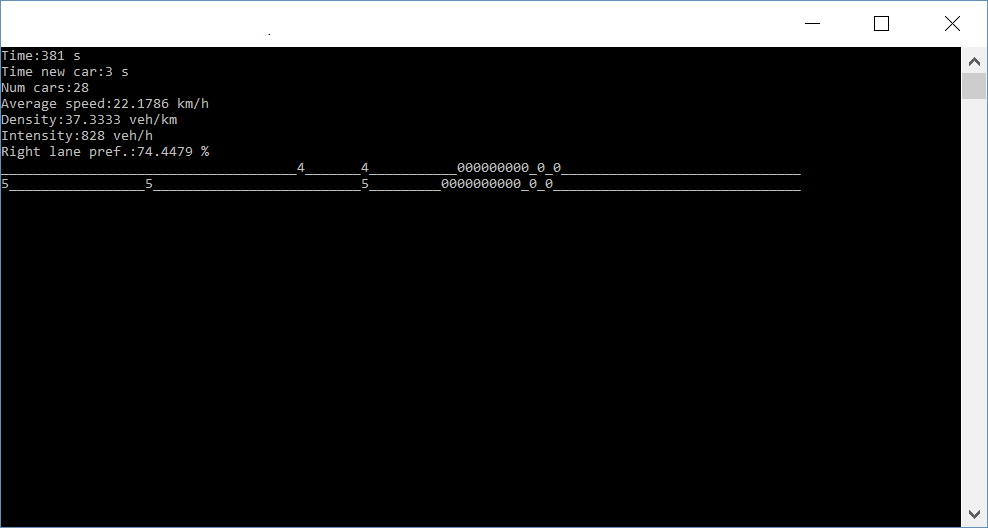 Time:381 s
Time new car:3 s
Num cars:28
Average speed:22.1786 km/h
Density:37.3333 veh/km
Intensity:828 veh/h
Right lane pref.:74.4479 %
_____________________________________4_______4___________000000000_0_0______________________________
5_________________5__________________________5_________0000000000_0_0_______________________________